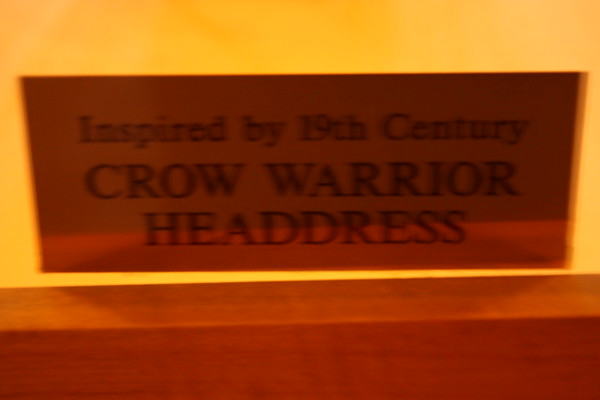 Inspired by 19th Century
CROW WARRIOR
HEADDRESS